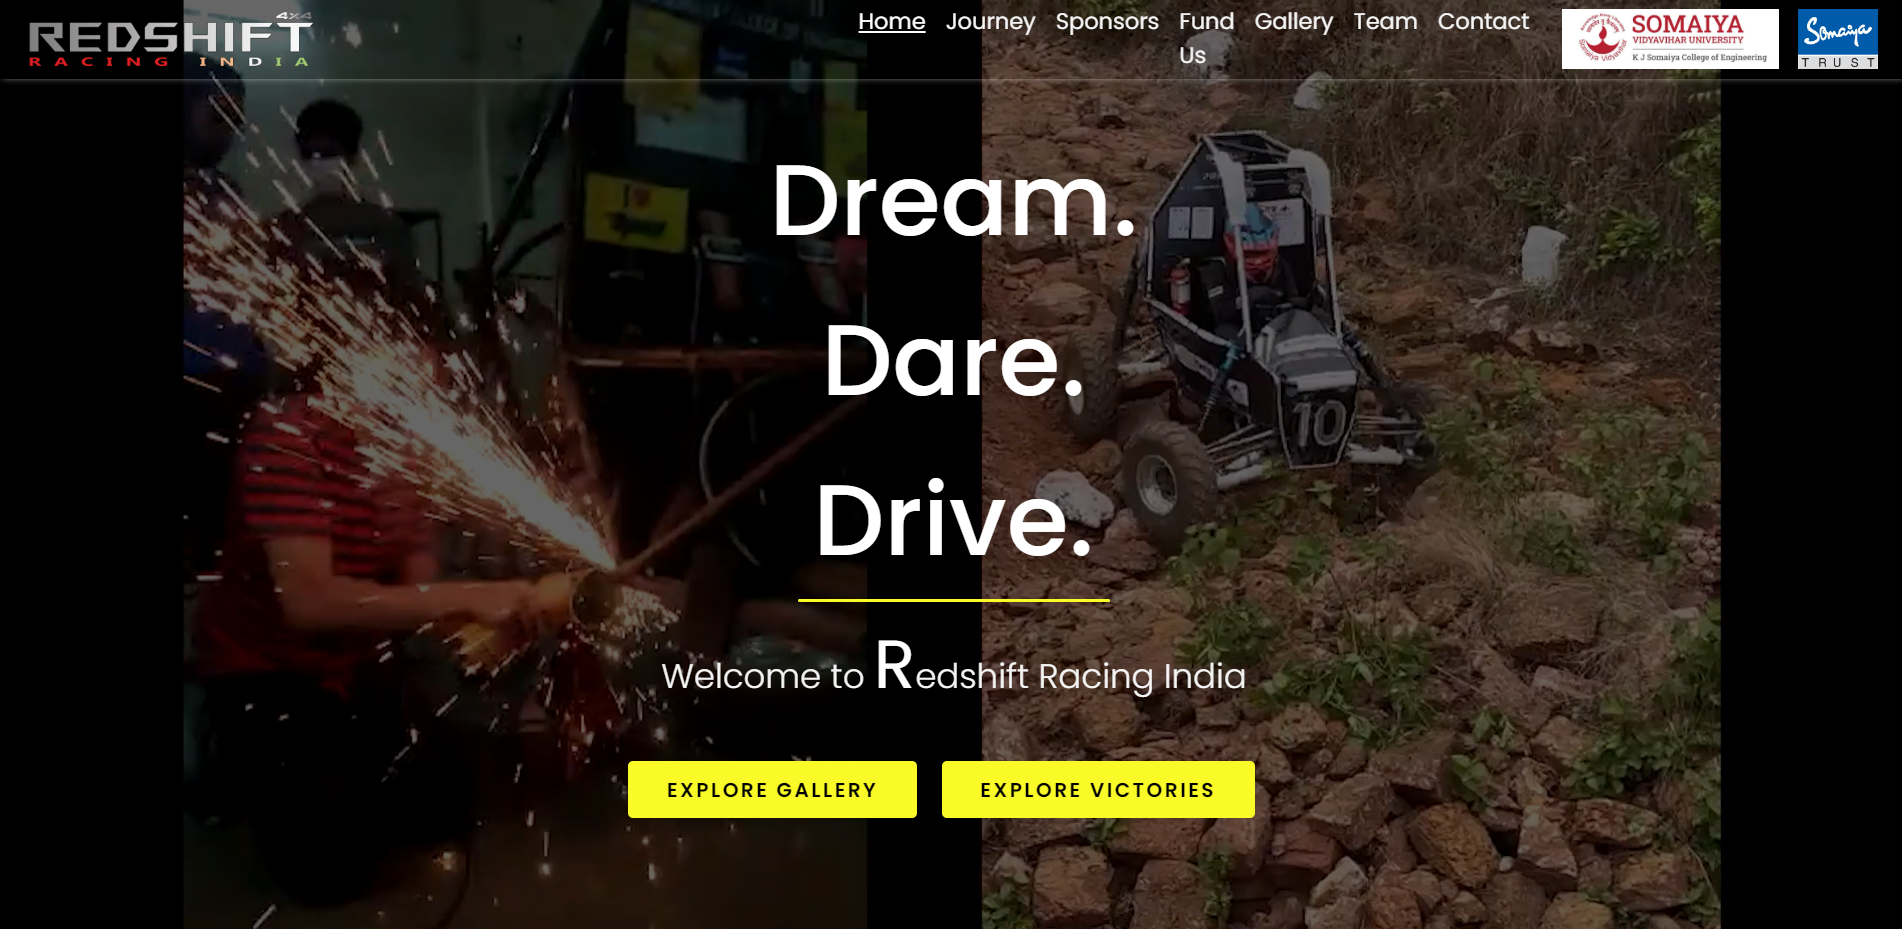 4x4
REDSHIFT
RACING INDIA
Home Journey Sponsors Fund Us Gallery Team Contact
SOMAIYA
VIDYAVIHAR UNIVERSITY
K J Somaiya College of Engineering
Somaiya
TRUST
Dream.
Dare.
Drive.
10
Welcome to Redshift Racing India
EXPLORE GALLERY
EXPLORE VICTORIES